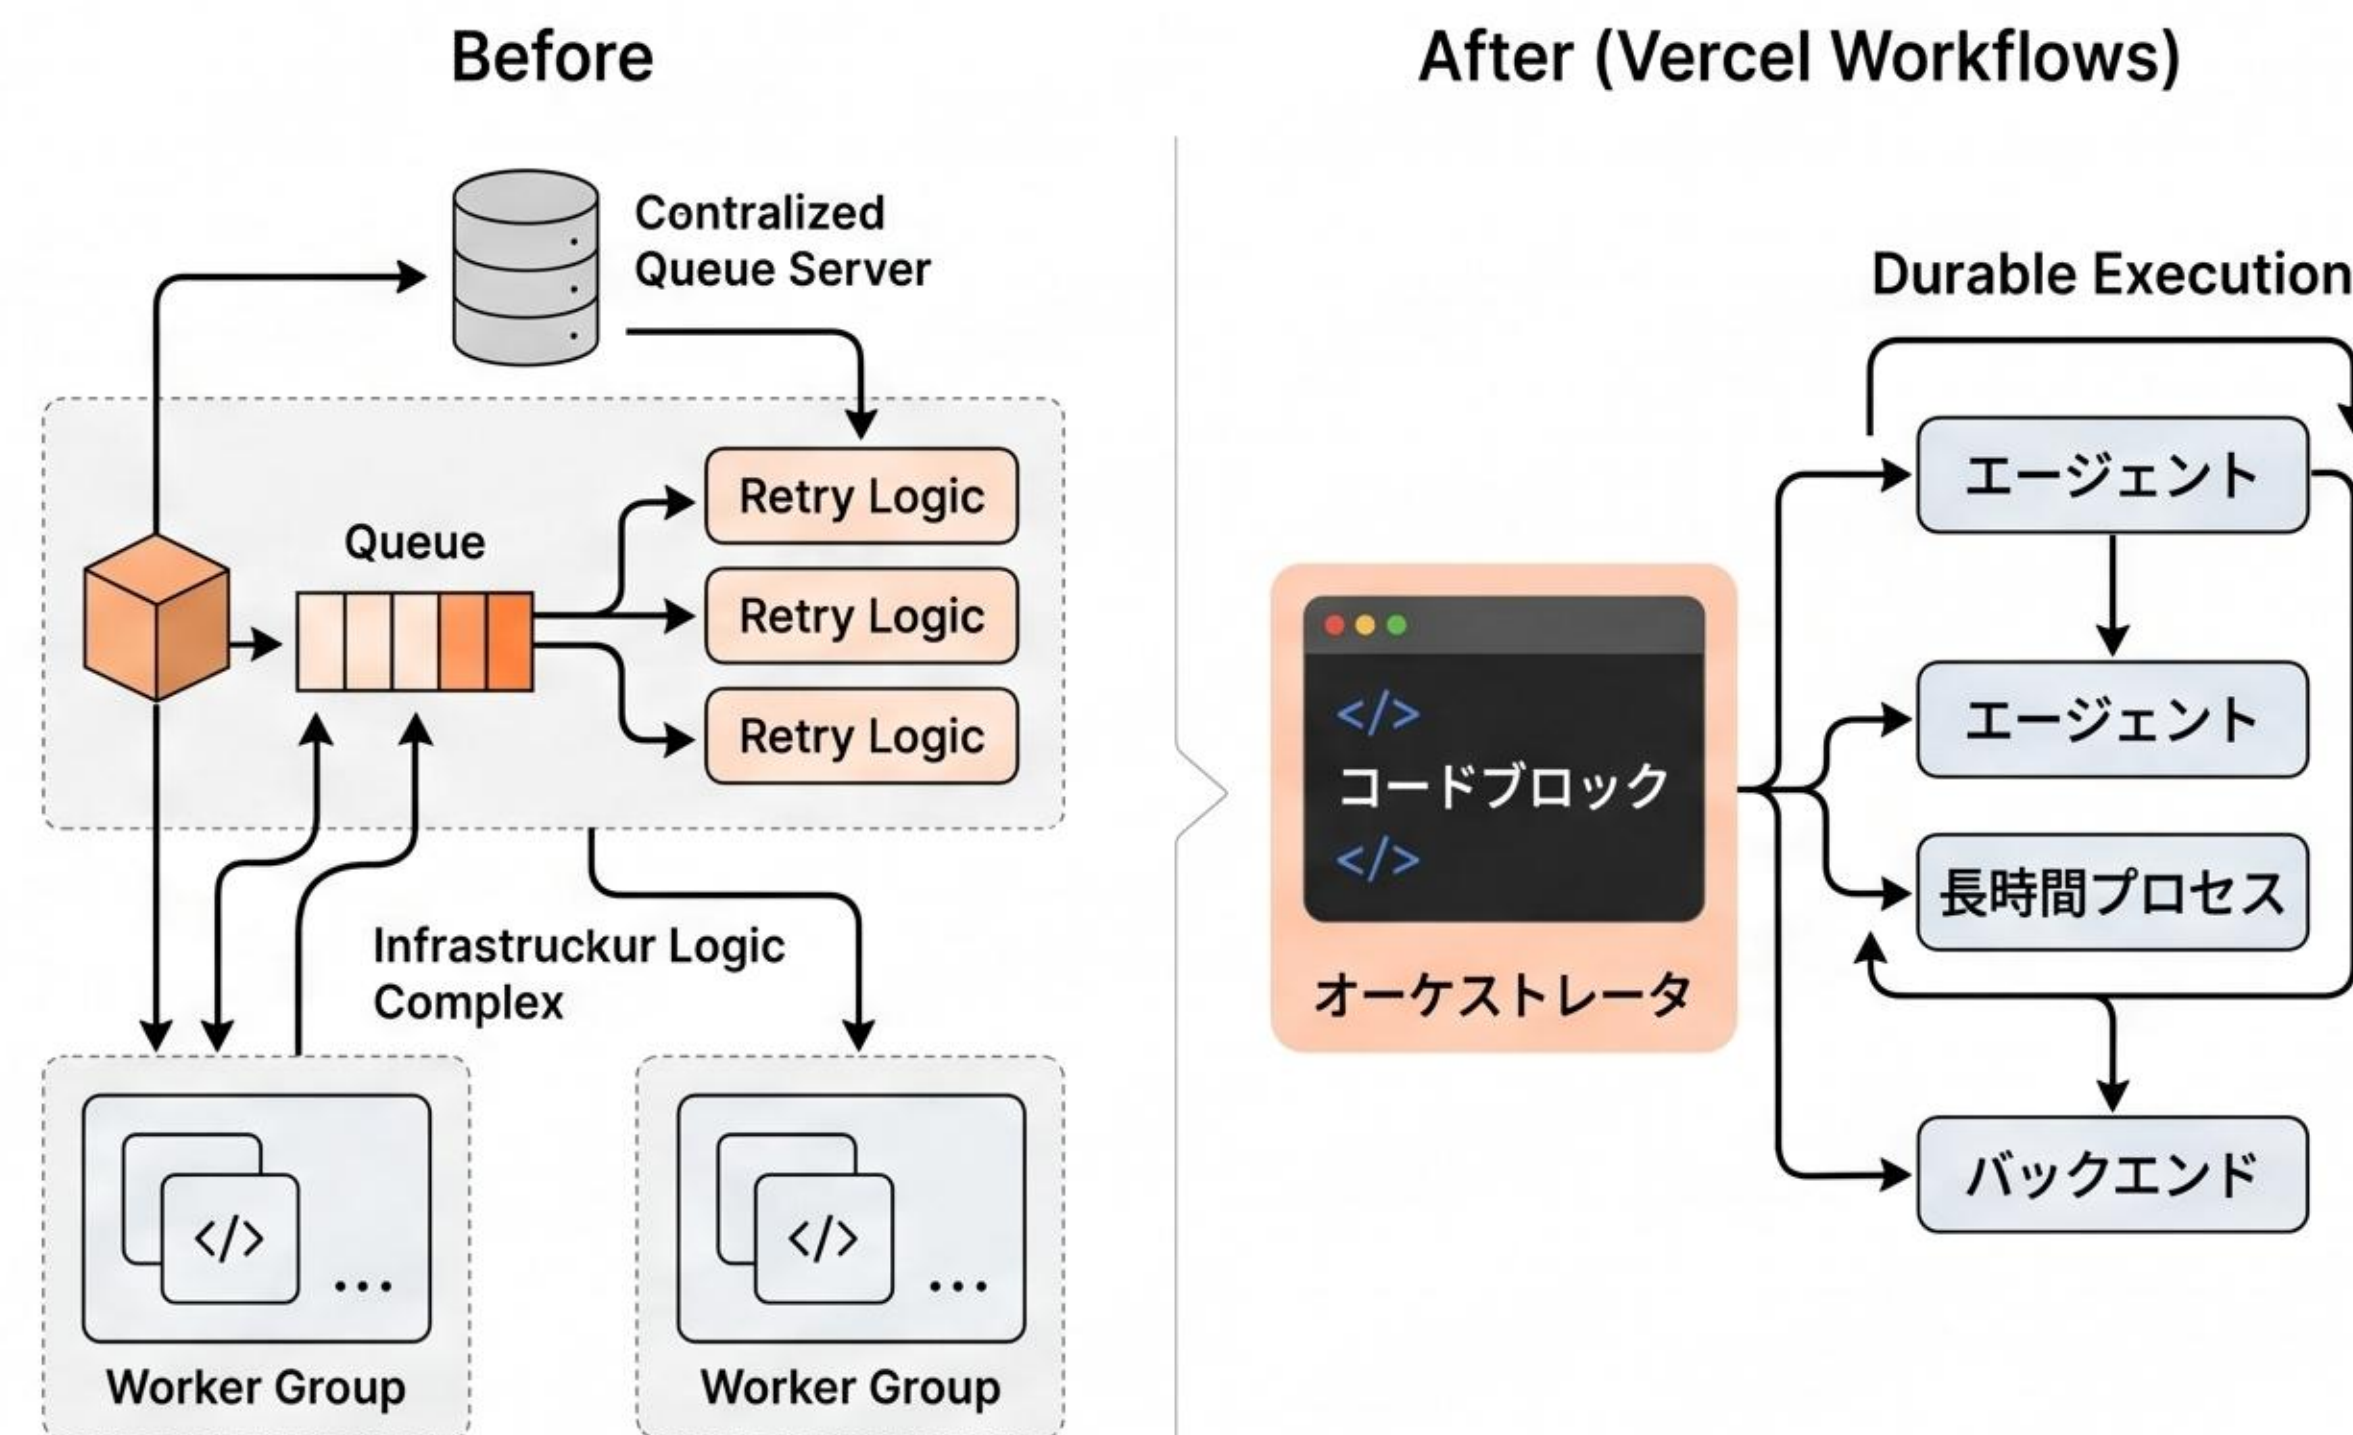 Before
Contralized
Queue Server
Queue
Retry Logic
Retry Logic
Retry Logic
Infrastruckur Logic
Complex
</>
...
Worker Group
</>
...
Worker Group
After (Vercel Workflows)
Durable Execution
</>
コードブロック
</>
オーケストレータ
エージェント
エージェント
長時間プロセス
バックエンド